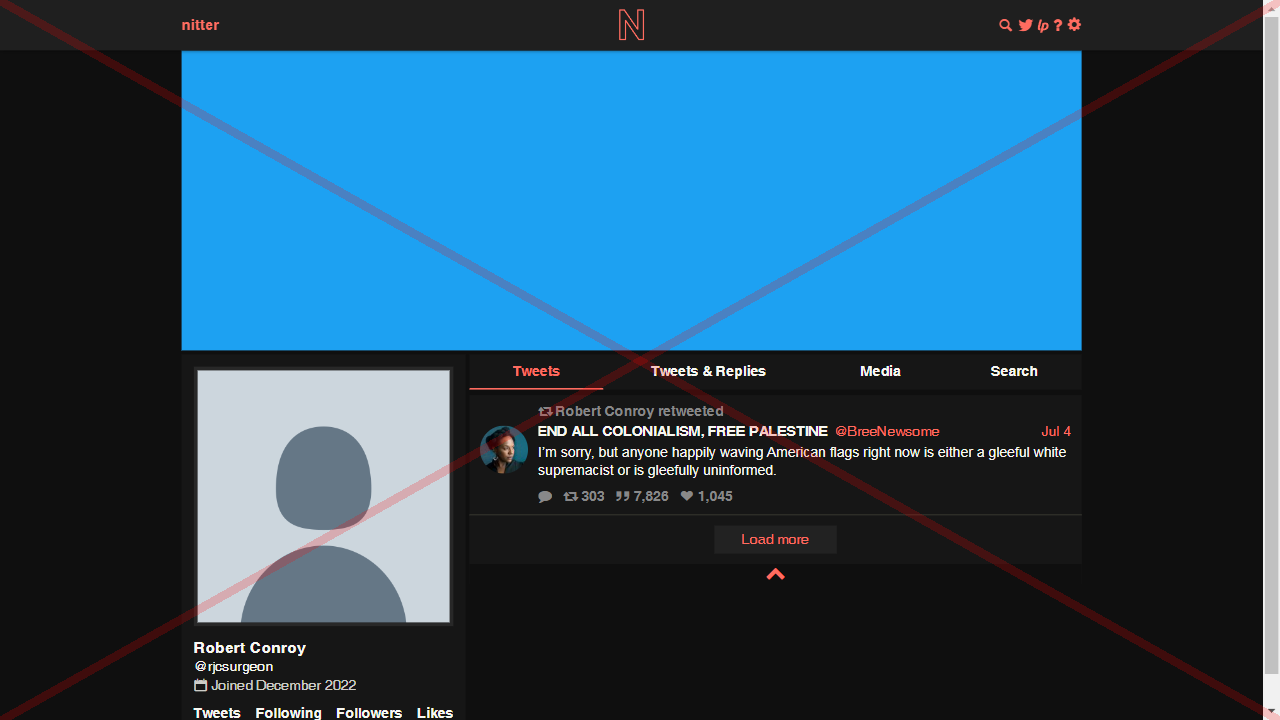 nitter
N
lp ?
Tweets
Tweets & Replies
Media
Search
Robert Conroy retweeted
END ALL COLONIALISM, FREE PALESTINE @BreeNewsome Jul 4
I'm sorry, but anyone happily waving American flags right now is either a gleeful white
supremacist or is gleefully uninformed.
303 7,826 1,045
Load more
Robert Conroy
@rjcsurgeon
Joined December 2022
Tweets Following Followers Likes